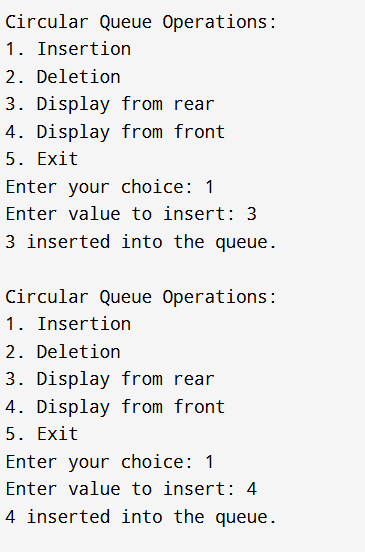 Circular Queue Operations:
1. Insertion
2. Deletion
3. Display from rear
4. Display from front
5. Exit
Enter your choice: 1
Enter value to insert: 3
3 inserted into the queue.

Circular Queue Operations:
1. Insertion
2. Deletion
3. Display from rear
4. Display from front
5. Exit
Enter your choice: 1
Enter value to insert: 4
4 inserted into the queue.